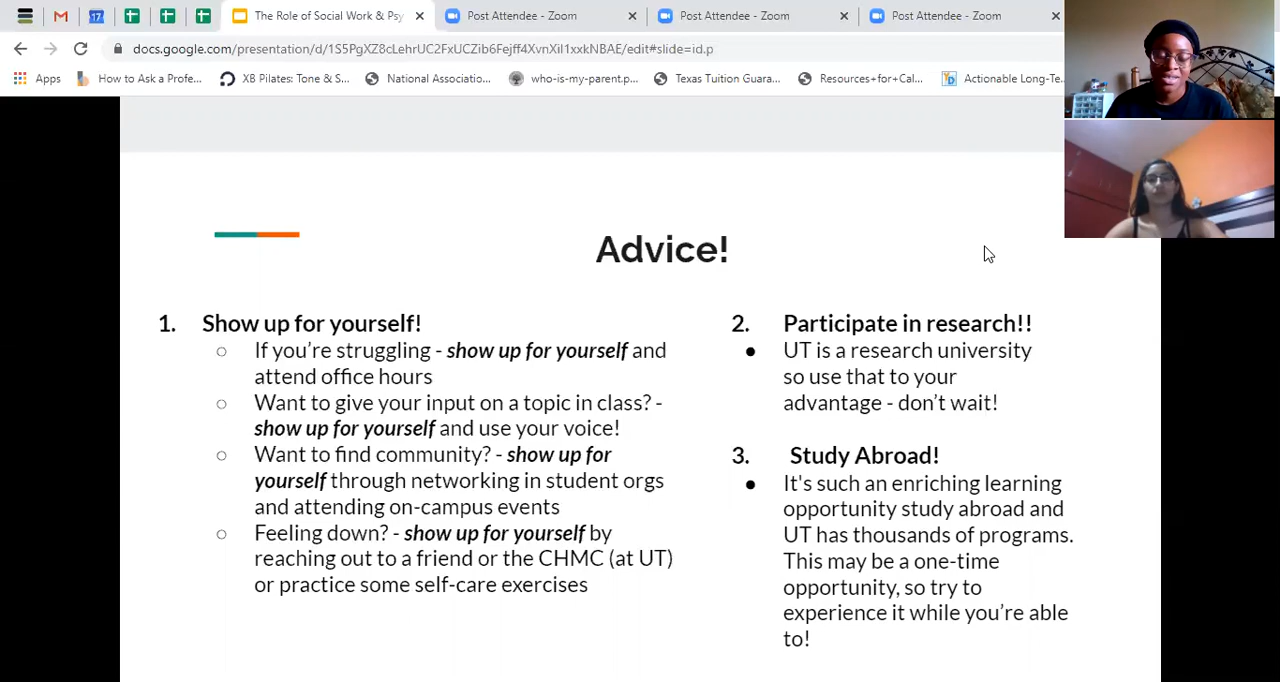 The Role of Social Work & Psy
Post Attendee - Zoom
Post Attendee - Zoom
Post Attendee - Zoom
docs.google.com/presentation/d/1S5PgXZ8cLehrUC2FxUCZib6Fejff4XvnXil1xxkNBAE/edit#slide=id.p
Apps
How to Ask a Profe...
XB Pilates: Tone & S...
National Associatio...
who-is-my-parent.p...
Texas Tuition Guara...
Resources+for+Cal...
Actionable Long-Te...
Advice!
1. Show up for yourself!
○ If you’re struggling - show up for yourself and
attend office hours
○ Want to give your input on a topic in class? -
show up for yourself and use your voice!
○ Want to find community? - show up for
yourself through networking in student orgs
and attending on-campus events
○ Feeling down? - show up for yourself by
reaching out to a friend or the CHMC (at UT)
or practice some self-care exercises
2. Participate in research!!
● UT is a research university
so use that to your
advantage - don’t wait!
3. Study Abroad!
● It's such an enriching learning
opportunity study abroad and
UT has thousands of programs.
This may be a one-time
opportunity, so try to
experience it while you’re able
to!